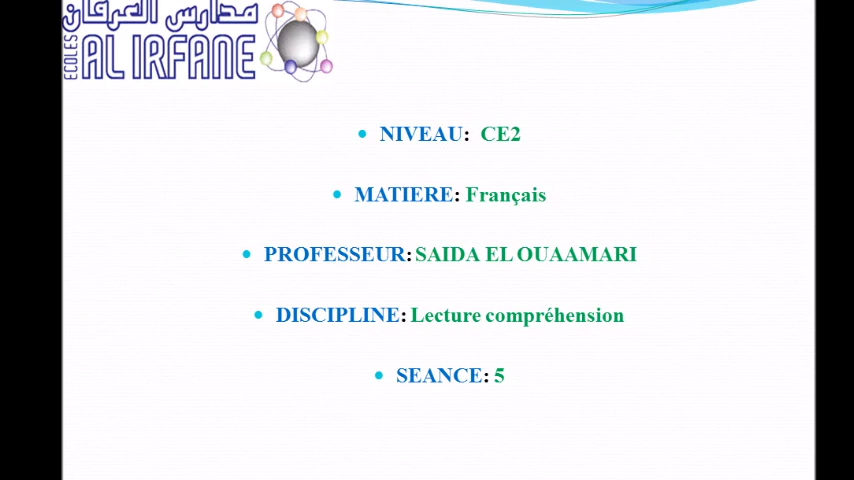 مدارس العرفان
ECOLES
AL IRFANE
NIVEAU: CE2
MATIERE: Français
PROFESSEUR: SAIDA EL OUAAMARI
DISCIPLINE: Lecture compréhension
SEANCE: 5